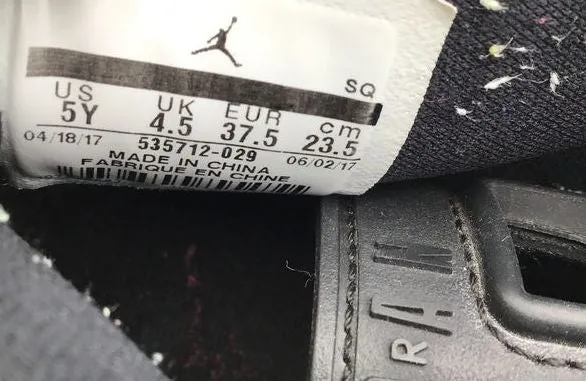 SQ
US UK EUR cm
5Y 4.5 37.5 23.5
04/18/17 535712-029 06/02/17
MADE IN CHINA
FABRIQUE EN CHINE
RDAN